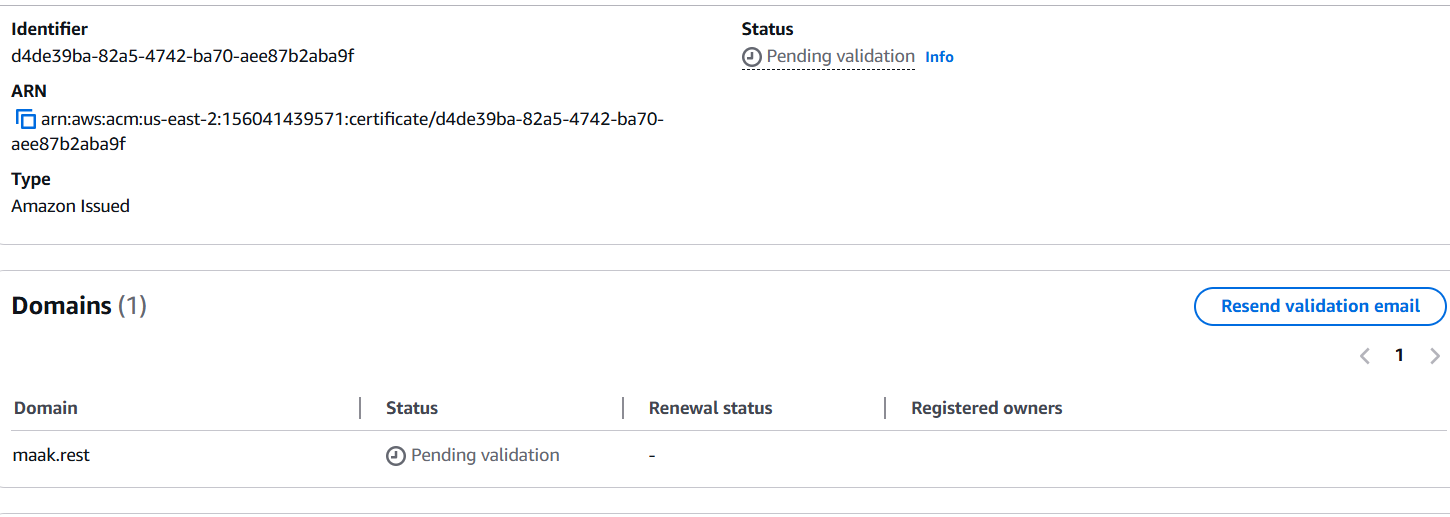 Identifier
d4de39ba-82a5-4742-ba70-aee87b2aba9f
Status
Pending validation Info
ARN
arn:aws:acm:us-east-2:156041439571:certificate/d4de39ba-82a5-4742-ba70-
aee87b2aba9f
Type
Amazon Issued
Domains (1)
Resend validation email
1
Domain Status Renewal status Registered owners
maak.rest Pending validation -